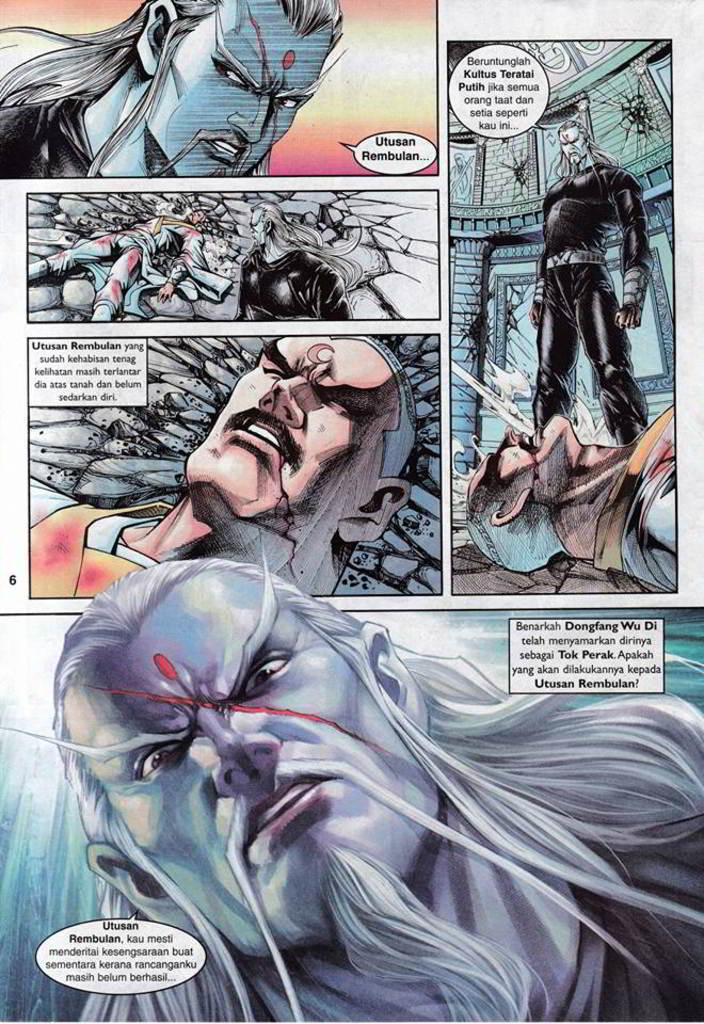 Utusan
Rembulan...
Utusan Rembulan yang
sudah kehabisan tenag
kelihatan masih terlantar
dia atas tanah dan belum
sedarkan diri.
Beruntunglah
Kultus Teratai
Putih jika semua
orang taat dan
setia seperti
kau ini...
6
Benarkah Dongfang Wu Di
telah menyamarkan dirinya
sebagai Tok Perak. Apakah
yang akan dilakukannya kepada
Utusan Rembulan?
Utusan
Rembulan, kau mesti
menderitai kesengsaraan buat
sementara kerana rancanganku
masih belum berhasil...